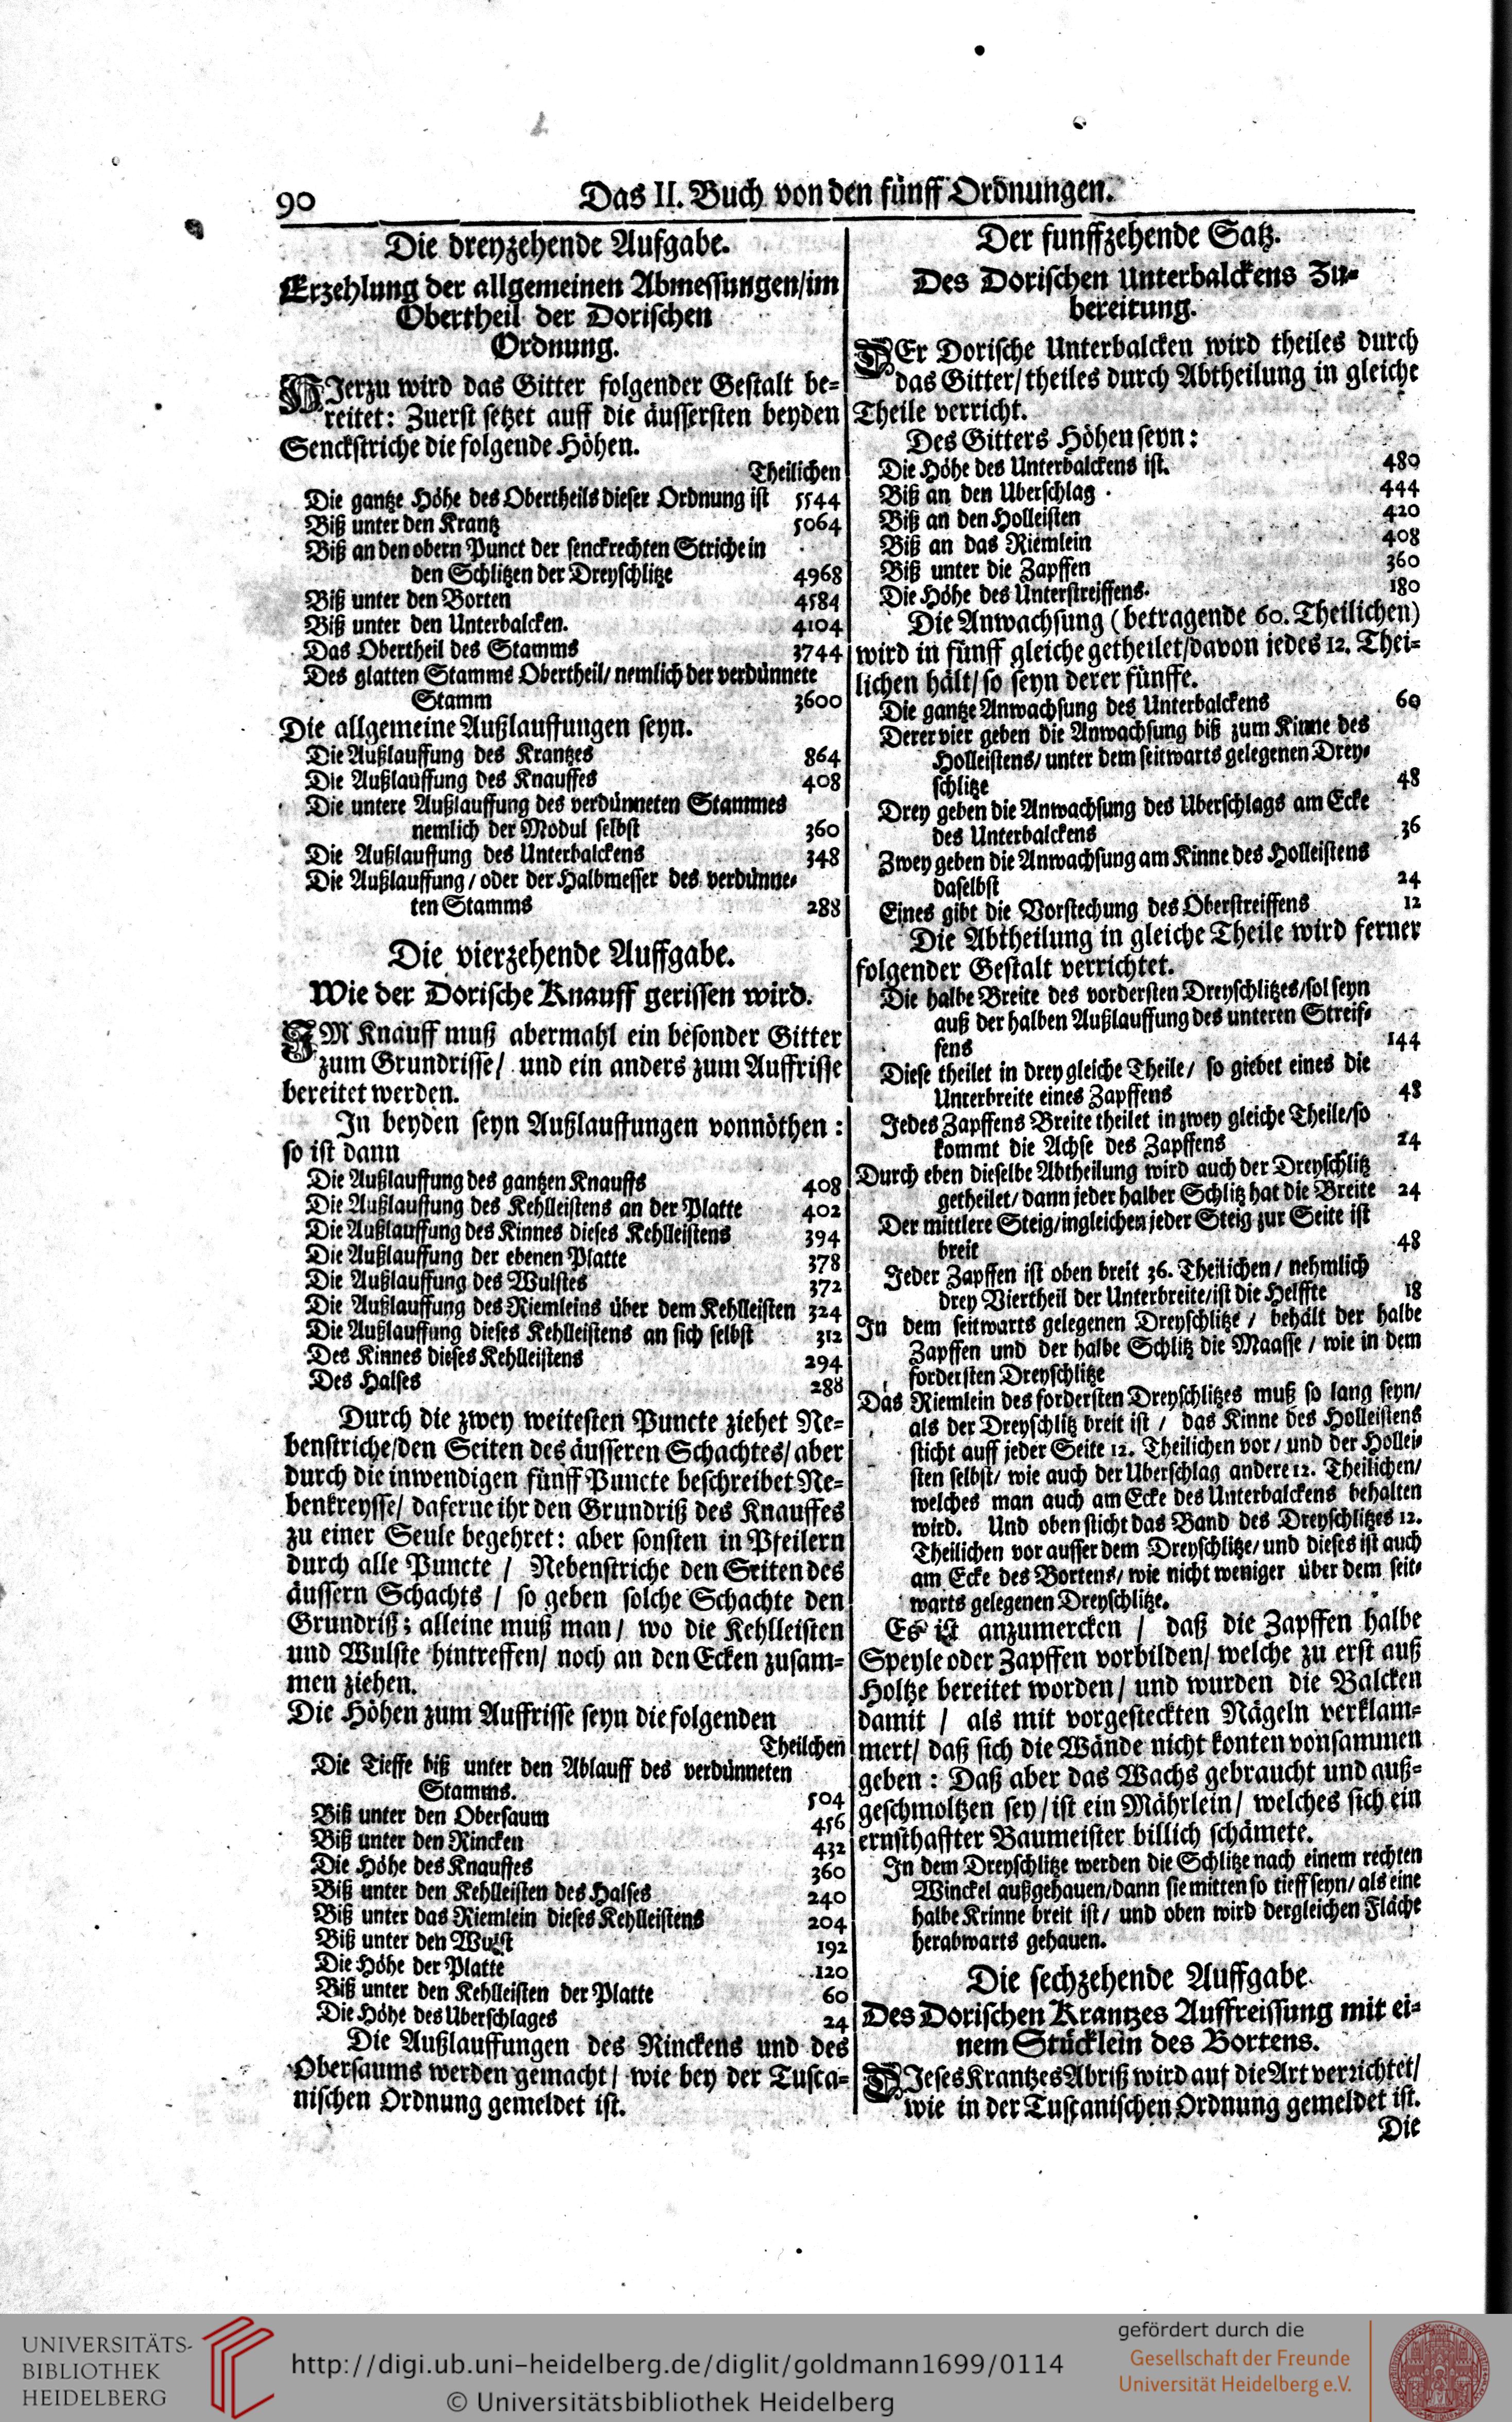 90
Das II. Buch von den fünff Ordnungen.
Die dreyzehende Aufgabe.
Erzehlung der allgemeinen Abmessungen/im
Obertheil der Dorischen
Ordnung.
HIerzu wird das Gitter folgender Gestalt be-
reitet: Zuerst setzet auff die äussersten beyden
Senckstriche die folgende Höhen.
Theilichen
Die gantze Höhe des Obertheils dieser Ordnung ist 5544
Biß unter den Krantz 5064
Biß an den obern Punct der senckrechten Striche in
den Schlitzen der Dreyschlitze 4968
Biß unter den Borten 4584
Biß unter den Unterbalcken. 4104
Das Obertheil des Stamms 3744
Des glatten Stamms Obertheil/ nemlich der verdünnete
Stamm 3600
Die allgemeine Außlauffungen seyn.
Die Außlauffung des Krantzes 864
Die Außlauffung des Knauffes 408
Die untere Außlauffung des verdünneten Stammes
nemlich der Modul selbst 360
Die Außlauffung des Unterbalckens 348
Die Außlauffung / oder der Halbmesser des verdünne-
ten Stamms 288
Die vierzehende Auffgabe.
Wie der Dorische Knauff gerissen wird.
IM Knauff muß abermahl ein besonder Gitter
zum Grundrisse/ und ein anders zum Auffrisse
bereitet werden.
In beyden seyn Außlauffungen vonnöthen:
so ist dann
Die Außlauffung des gantzen Knauffs 408
Die Außlauffung des Kehlleistens an der Platte 402
Die Außlauffung des Kinnes dieses Kehlleistens 394
Die Außlauffung der ebenen Platte 378
Die Außlauffung des Wulstes 372
Die Außlauffung des Riemleins über dem Kehlleisten 324
Die Außlauffung dieses Kehlleistens an sich selbst 312
Des Kinnes dieses Kehlleistens 294
Des Halses 288
Durch die zwey weitesten Puncte ziehet Ne-
benstriche/den Seiten des äusseren Schachtes/ aber
durch die inwendigen fünff Puncte beschreibet Ne-
benkreysse/ daferne ihr den Grundriß des Knauffes
zu einer Seule begehret: aber sonsten in Pfeilern
durch alle Puncte / Nebenstriche den Seiten des
äussern Schachts / so geben solche Schachte den
Grundriß; alleine muß man / wo die Kehlleisten
und Wulste hintreffen/ noch an den Ecken zusam-
men ziehen.
Die Höhen zum Auffrisse seyn die folgenden
Theilchen
Die Tieffe biß unter den Ablauff des verdünneten
Stamms. 504
Biß unter den Obersaum 456
Biß unter den Rincken 432
Die Höhe des Knauffes 360
Biß unter den Kehlleisten des Halses 240
Biß unter das Riemlein dieses Kehlleistens 204
Biß unter den Wulst 192
Die Höhe der Platte 120
Biß unter den Kehlleisten der Platte 60
Die Höhe des Uberschlages 24
Die Außlauffungen des Rinckens und des
Obersaums werden gemacht / wie bey der Tusca-
nischen Ordnung gemeldet ist.
Der funffzehende Satz.
Des Dorischen Unterbalckens Zu-
bereitung.
DEr Dorische Unterbalcken wird theiles durch
das Gitter/ theiles durch Abtheilung in gleiche
Theile verricht.
Des Gitters Höhen seyn:
Die Höhe des Unterbalckens ist. 480
Biß an den Uberschlag 444
Biß an den Holleisten 420
Biß an das Riemlein 408
Biß unter die Zapffen 360
Die Höhe des Unterstreiffens. 180
Die Anwachsung (betragende 60. Theilichen)
wird in fünff gleiche getheilet/davon jedes 12. Thei-
lichen hält/ so seyn derer fünffe.
Die gantze Anwachsung des Unterbalckens 60
Derer vier geben die Anwachsung biß zum Kinne des
Holleistens/ unter dem seitwarts gelegenen Drey-
schlitze 48
Drey geben die Anwachsung des Uberschlags am Ecke
des Unterbalckens 36
Zwey geben die Anwachsung am Kinne des Holleistens
daselbst 24
Eines gibt die Vorstechung des Oberstreiffens 12
Die Abtheilung in gleiche Theile wird ferner
folgender Gestalt verrichtet.
Die halbe Breite des vordersten Dreyschlitzes/sol seyn
auß der halben Außlauffung des unteren Streif-
fens 144
Diese theilet in drey gleiche Theile/ so giebet eines die
Unterbreite eines Zapffens 48
Jedes Zapffens Breite theilet in zwey gleiche Theile/so
kommt die Achse des Zapffens 24
Durch eben dieselbe Abtheilung wird auch der Dreyschlitz
getheilet/ dann jeder halber Schlitz hat die Breite 24
Der mittlere Steig/ingleichen jeder Steig zur Seite ist
breit 48
Jeder Zapffen ist oben breit 36. Theilichen / nehmlich
drey Viertheil der Unterbreite/ist die Helffte 18
In dem seitwarts gelegenen Dreyschlitze / behält der halbe
Zapffen und der halbe Schlitz die Maasse / wie in dem
fordersten Dreyschlitze
Das Riemlein des fordersten Dreyschlitzes muß so lang seyn/
als der Dreyschlitz breit ist / das Kinne des Holleistens
sticht auff jeder Seite 12. Theilichen vor / und der Hollei-
sten selbst/ wie auch der Uberschlag andere 12. Theilichen/
welches man auch am Ecke des Unterbalckens behalten
wird. Und oben sticht das Band des Dreyschlitzes 12.
Theilichen vor ausser dem Dreyschlitze/ und dieses ist auch
am Ecke des Bortens/ wie nicht weniger über dem seit-
warts gelegenen Dreyschlitze.
Es ist anzumercken / daß die Zapffen halbe
Speyle oder Zapffen vorbilden/ welche zu erst auß
Holtze bereitet worden / und wurden die Balcken
damit / als mit vorgesteckten Nägeln verklam-
mert/ daß sich die Wände nicht konten vonsammen
geben: Daß aber das Wachs gebraucht und auß-
geschmoltzen sey / ist ein Mährlein / welches sich ein
ernsthaffter Baumeister billich schämete.
In dem Dreyschlitze werden die Schlitze nach einem rechten
Winckel außgehauen/dann sie mitten so tieff seyn/ als eine
halbe Krinne breit ist/ und oben wird dergleichen Fläche
herabwarts gehauen.
Die sechzehende Auffgabe.
Des Dorischen Krantzes Auffreissung mit ei-
nem Stücklein des Bortens.
DIeses Krantzes Abriß wird auf die Art verrichtet/
wie in der Tuscanischen Ordnung gemeldet ist.
Die
UNIVERSITÄTS-
BIBLIOTHEK
HEIDELBERG
http://digi.ub.uni-heidelberg.de/diglit/goldmann1699/0114
© Universitätsbibliothek Heidelberg
gefördert durch die
Gesellschaft der Freunde
Universität Heidelberg e.V.